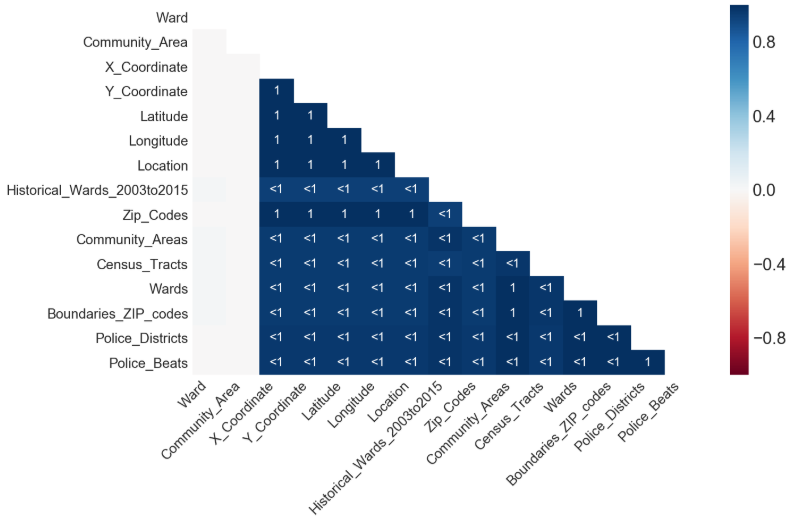 Ward
Community_Area
X_Coordinate
Y_Coordinate 1
Latitude 1 1
Longitude 1 1 1
Location 1 1 1 1
Historical_Wards_2003to2015 <1 <1 <1 <1 <1
Zip_Codes 1 1 1 1 1 <1
Community_Areas <1 <1 <1 <1 <1 <1 <1
Census_Tracts <1 <1 <1 <1 <1 <1 <1 <1
Wards <1 <1 <1 <1 <1 <1 <1 1 <1
Boundaries_ZIP_codes <1 <1 <1 <1 <1 <1 <1 1 <1 1
Police_Districts <1 <1 <1 <1 <1 <1 <1 <1 <1 <1 <1
Police_Beats <1 <1 <1 <1 <1 <1 <1 <1 <1 <1 <1 1
Ward
Community_Area
X_Coordinate
Y_Coordinate
Latitude
Longitude
Location
Historical_Wards_2003to2015
Zip_Codes
Community_Areas
Census_Tracts
Wards
Boundaries_ZIP_codes
Police_Districts
Police_Beats
0.8
0.4
0.0
−0.4
−0.8